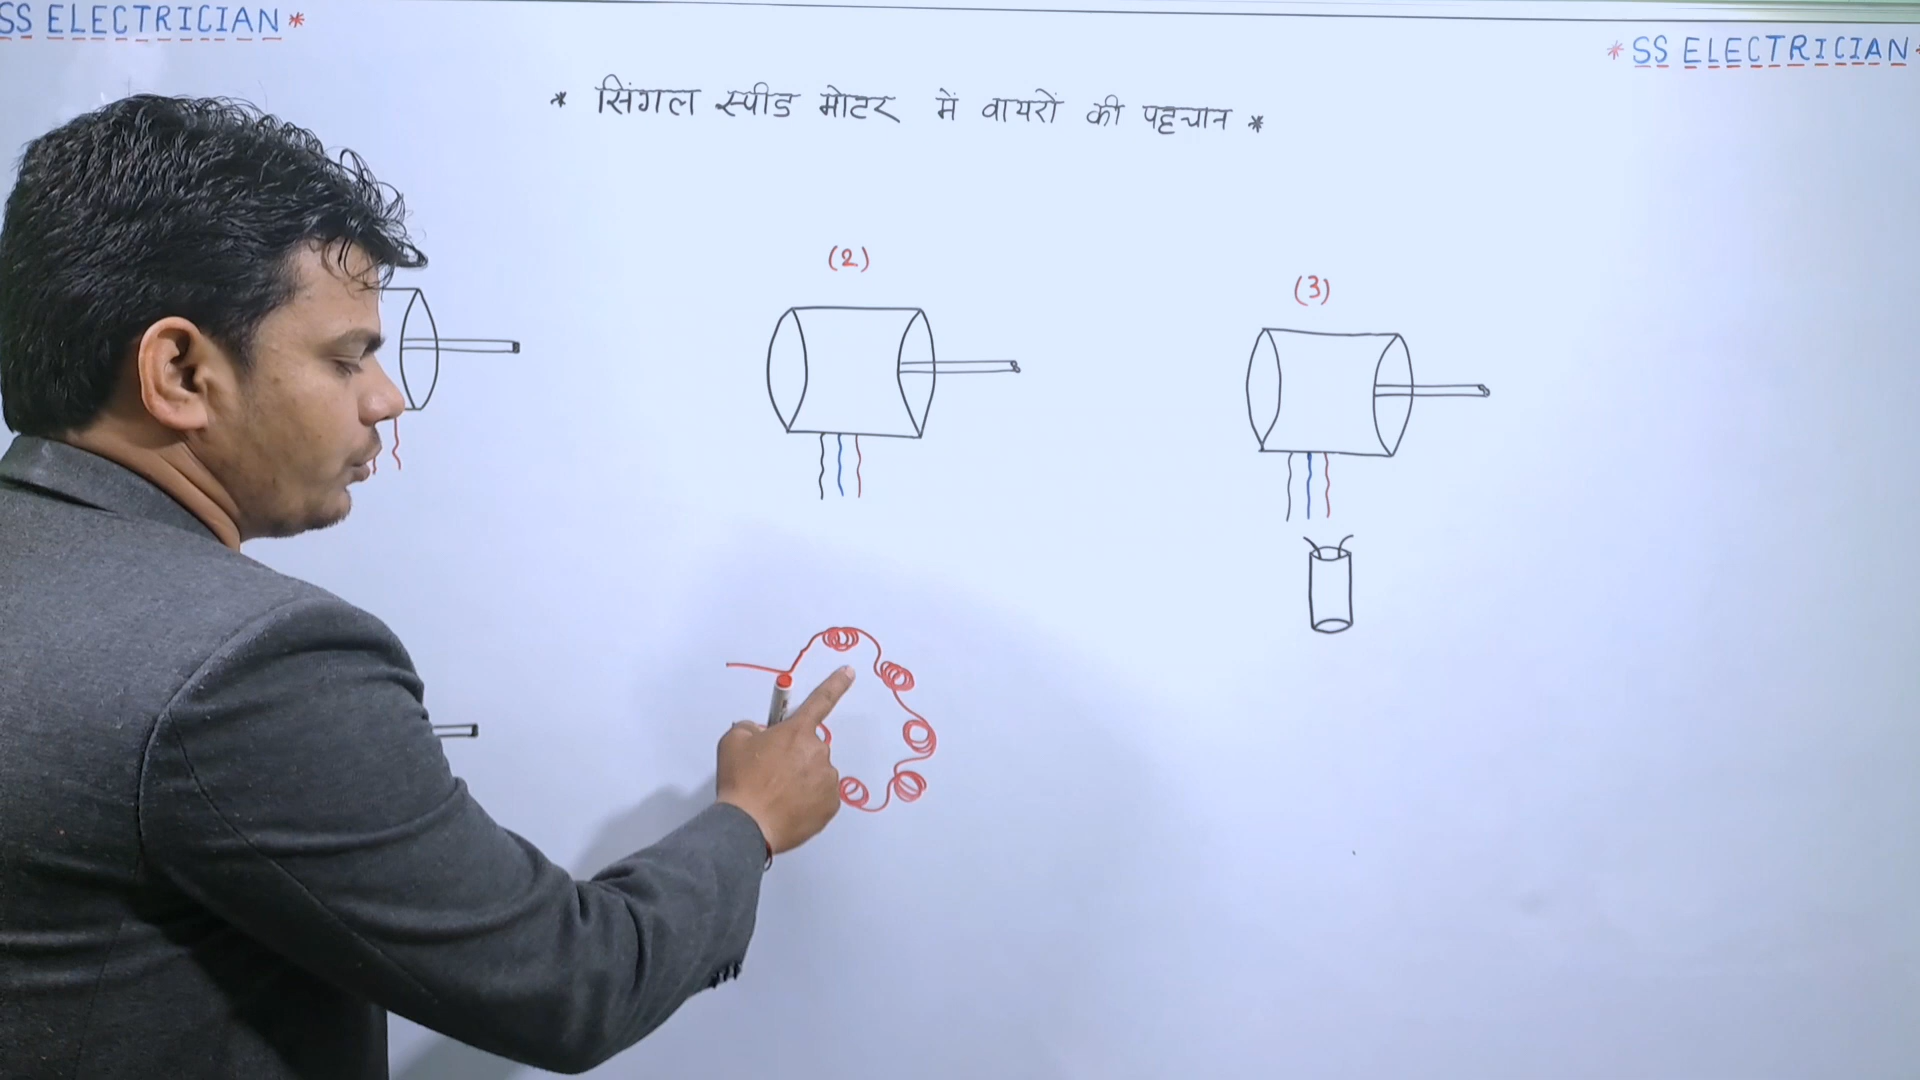 SS ELECTRICIAN*
* SS ELECTRICIAN*
* सिंगल स्पीड मोटर में वायरों की पहचान *
(2)
(3)